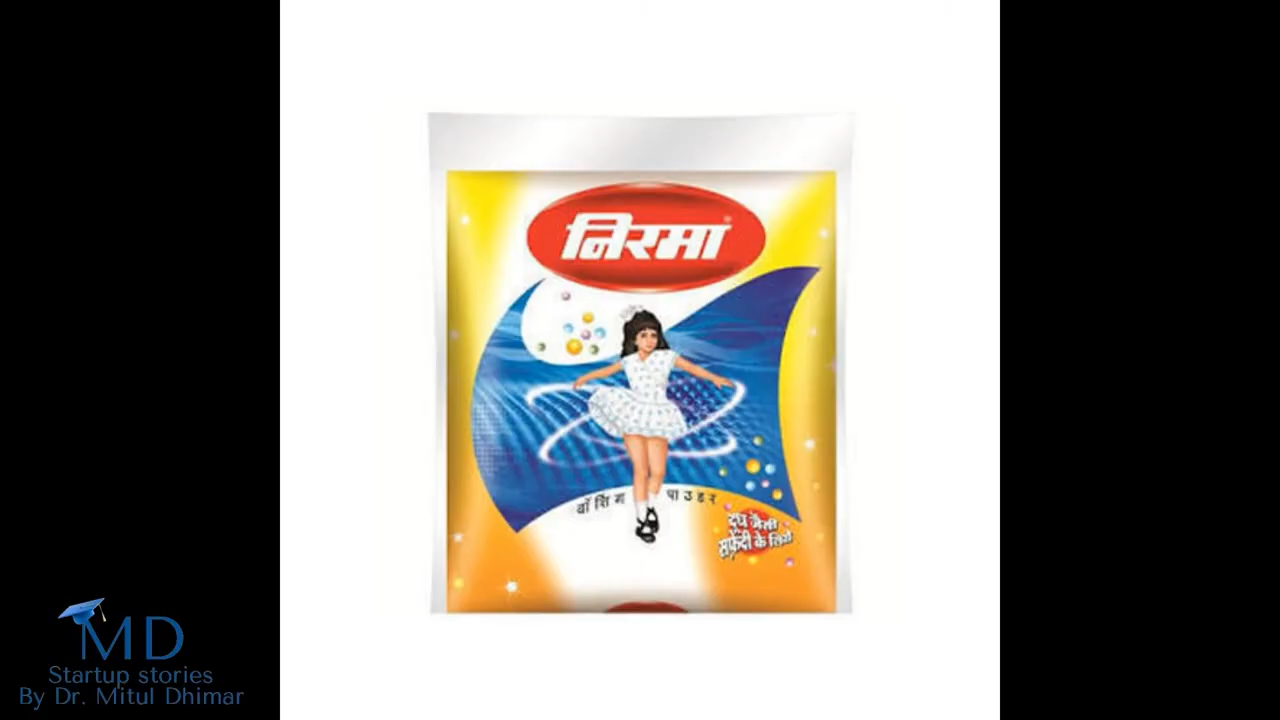 निरमा
वॉशिंग पाउडर
दूध जैसी
सफ़ेदी के लिये
MD
Startup stories
By Dr. Mitul Dhimar